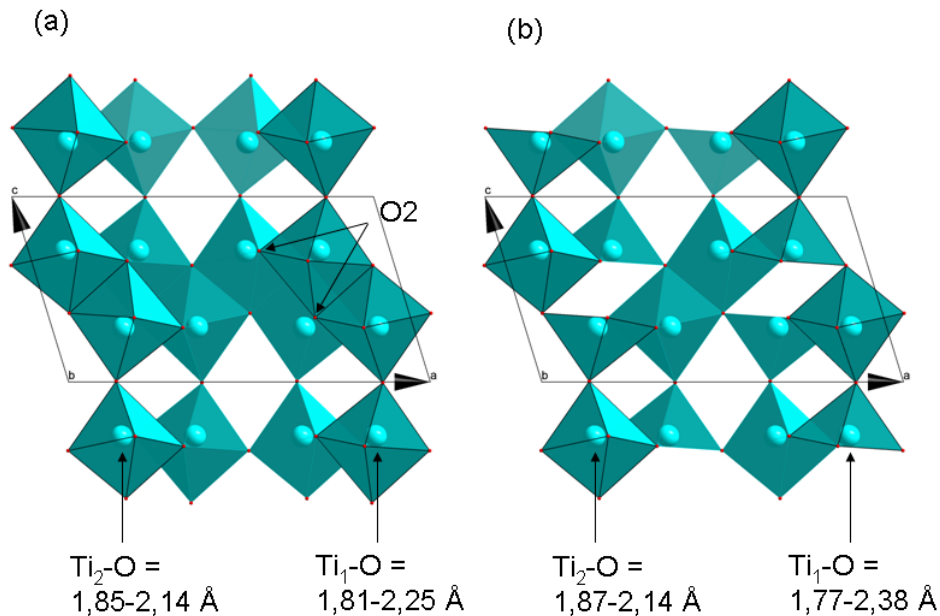 (a)
(b)
c
O2
b
a
c
b
a
Ti₂-O =
1,85-2,14 Å
Ti₁-O =
1,81-2,25 Å
Ti₂-O =
1,87-2,14 Å
Ti₁-O =
1,77-2,38 Å